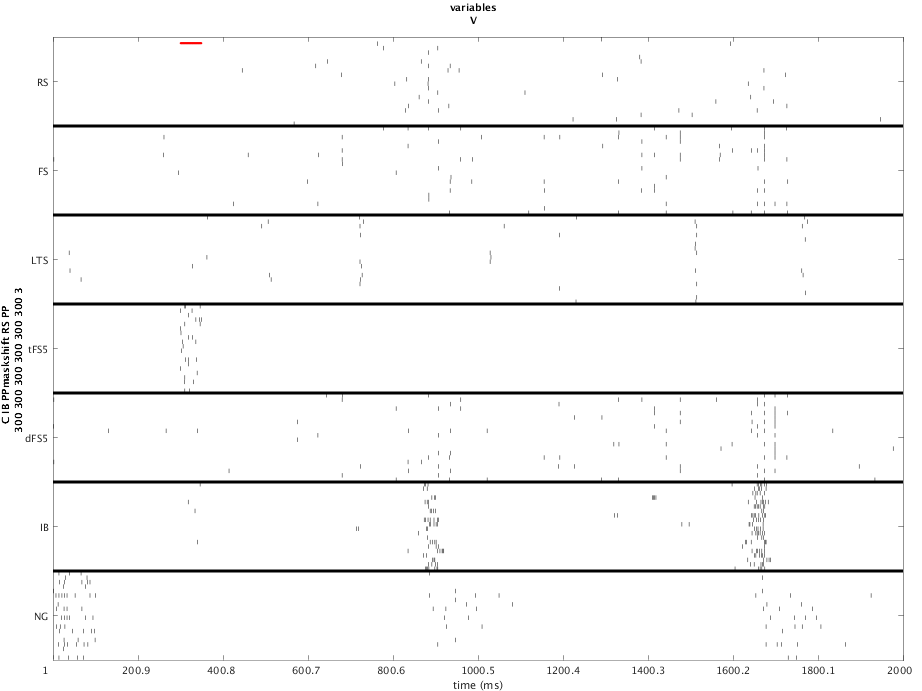 variables
V
RS
FS
LTS
tFS5
dFS5
IB
NG
C IB PPmaskshift RS PP
300 300 300 300 300 300 3
1
200.9
400.8
600.7
800.6
1000.5
1200.4
1400.3
1600.2
1800.1
2000
time (ms)